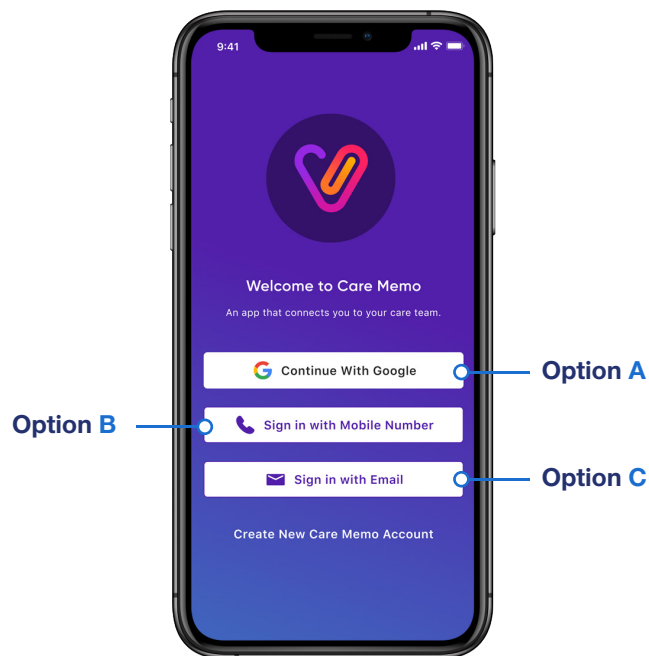 9:41
Welcome to Care Memo
An app that connects you to your care team.
Continue With Google
Option A
Option B
Sign in with Mobile Number
Sign in with Email
Option C
Create New Care Memo Account